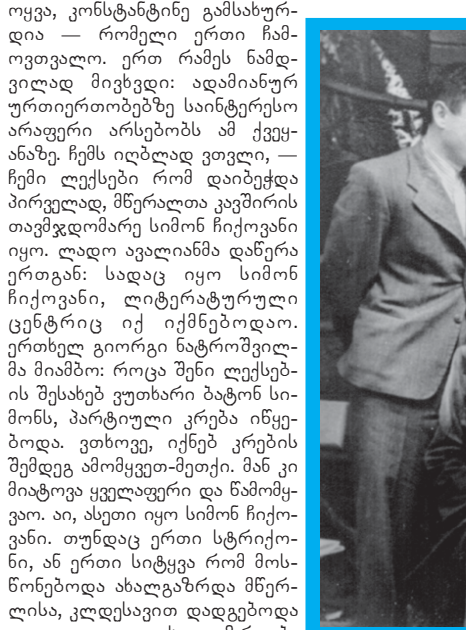 ოყვა, კონსტანტინე გამსახურ-
დია — რომელი ერთი ჩამ-
ოვთვალო. ერთ რამეს ნამდ-
ვილად მივხვდი: ადამიანურ
ურთიერთობებზე საინტერესო
არაფერი არსებობს ამ ქვეყ-
ანაზე. ჩემს იღბლად ვთვლი, —
ჩემი ლექსები რომ დაიბეჭდა
პირველად, მწერალთა კავშირის
თავმჯდომარე სიმონ ჩიქოვანი
იყო. ლადო ავალიანმა დაწერა
ერთგან: სადაც იყო სიმონ
ჩიქოვანი, ლიტერატურული
ცენტრიც იქ იქმნებოდაო.
ერთხელ გიორგი ნატროშვილ-
მა მიამბო: როცა შენი ლექსებ-
ის შესახებ ვუთხარი ბატონ სი-
მონს, პარტიული კრება იწყე-
ბოდა. ვთხოვე, იქნებ კრების
შემდეგ ამომყვეთ-მეთქი. მან კი
მიატოვა ყველაფერი და წამომყ-
ვაო. აი, ასეთი იყო სიმონ ჩიქო-
ვანი. თუნდაც ერთი სტრიქო-
ნი, ან ერთი სიტყვა რომ მოს-
წონებოდა ახალგაზრდა მწერ-
ლისა, კლდესავით დადგებოდა